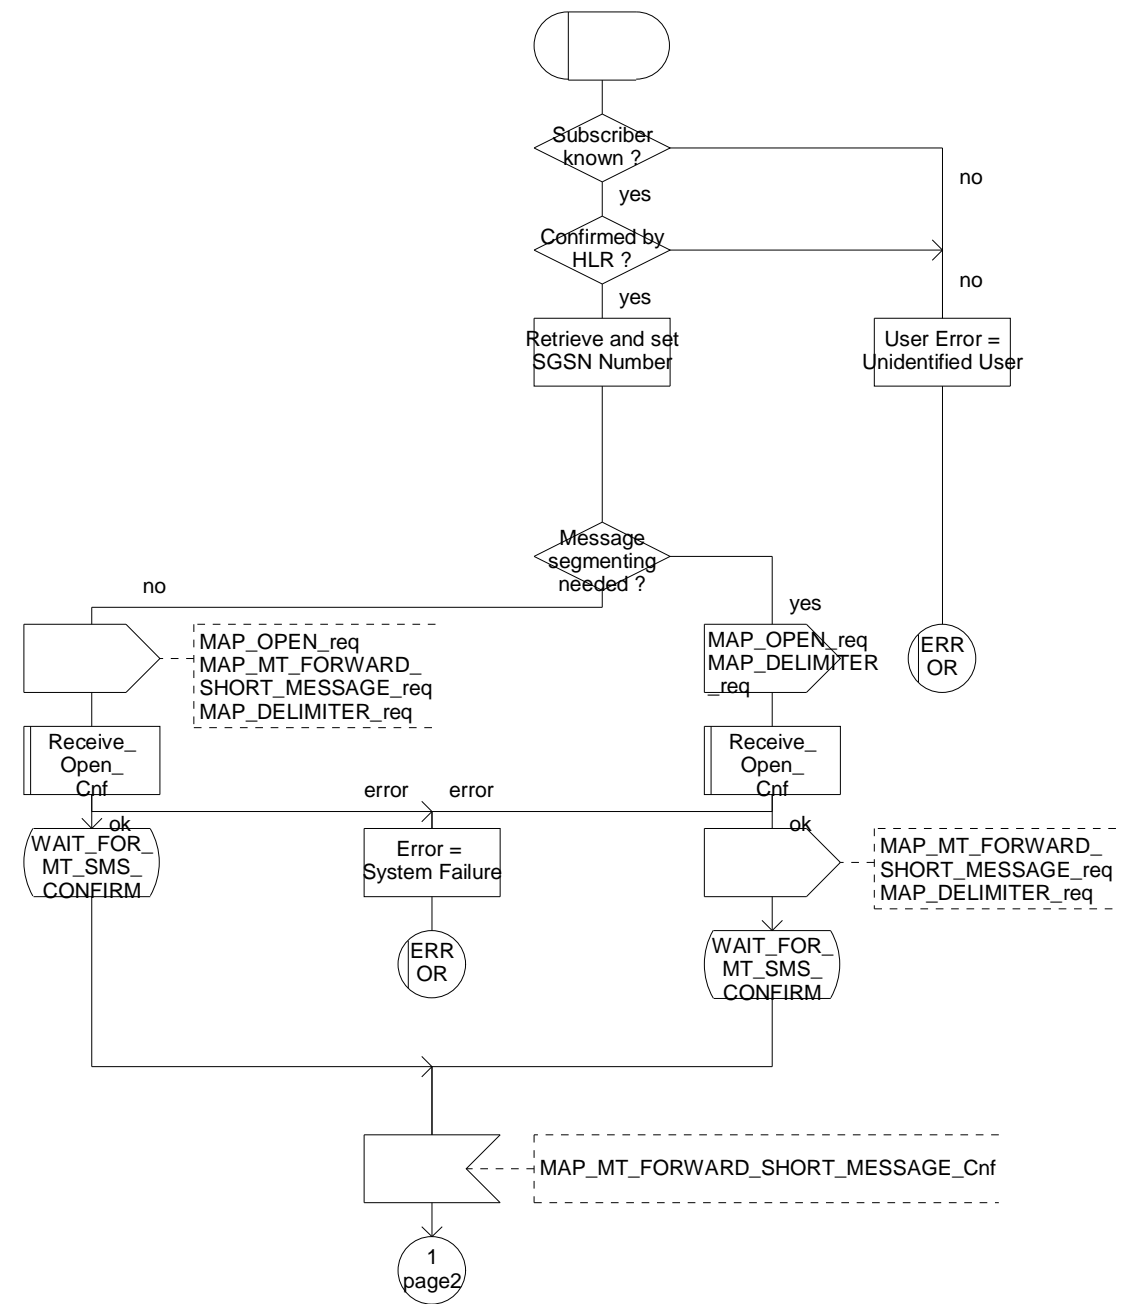 Subscriber
known ?
no
yes
Confirmed by
HLR ?
no
yes
Retrieve and set
SGSN Number
User Error =
Unidentified User
Message
segmenting
needed ?
no
yes
MAP_OPEN_req
MAP_MT_FORWARD_
SHORT_MESSAGE_req
MAP_DELIMITER_req
MAP_OPEN_req
MAP_DELIMITER
_req
ERR
OR
Receive_
Open_
Cnf
Receive_
Open_
Cnf
error
error
ok
ok
WAIT_FOR_
MT_SMS_
CONFIRM
Error =
System Failure
MAP_MT_FORWARD_
SHORT_MESSAGE_req
MAP_DELIMITER_req
ERR
OR
WAIT_FOR_
MT_SMS_
CONFIRM
MAP_MT_FORWARD_SHORT_MESSAGE_Cnf
1
page2